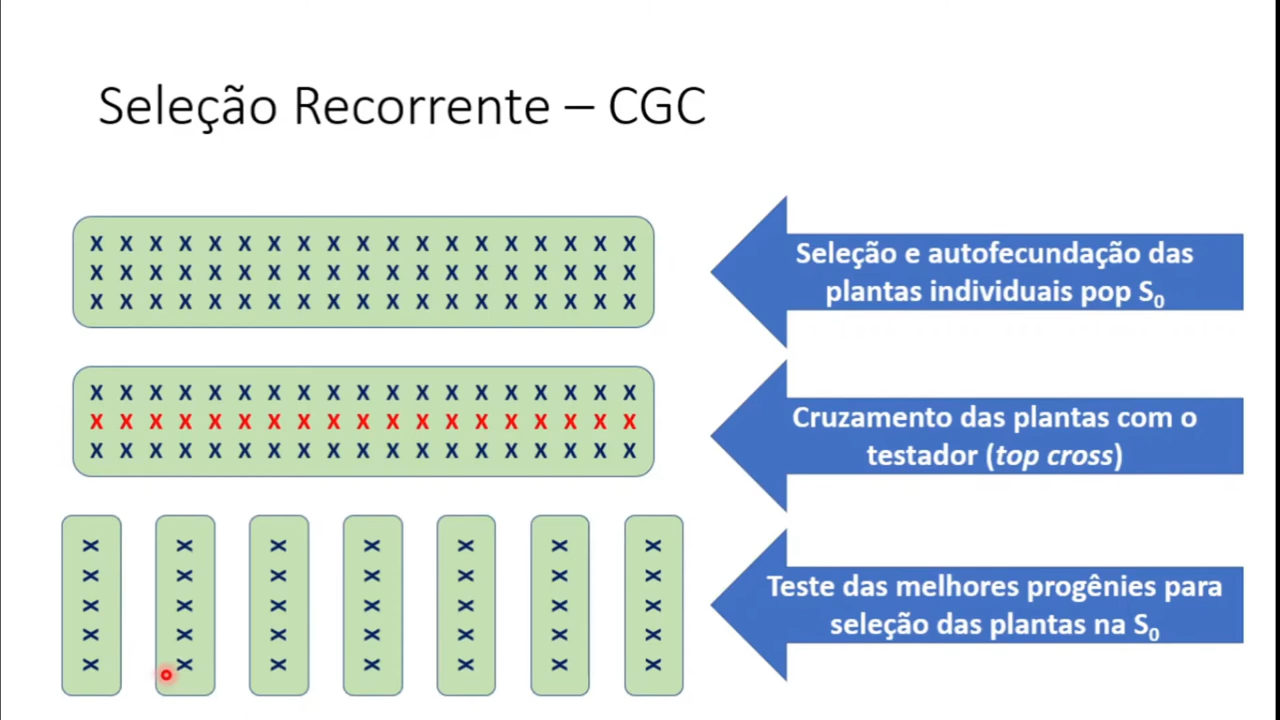 Seleção Recorrente – CGC
X X X X X X X X X X X X X X X X X X X
X X X X X X X X X X X X X X X X X X X
X X X X X X X X X X X X X X X X X X X
Seleção e autofecundação das
plantas individuais pop S₀
X X X X X X X X X X X X X X X X X X X
X X X X X X X X X X X X X X X X X X X
X X X X X X X X X X X X X X X X X X X
Cruzamento das plantas com o
testador (top cross)
X X X X X X X
X X X X X X X
X X X X X X X
X X X X X X X
X X X X X X X
Teste das melhores progênies para
seleção das plantas na S₀